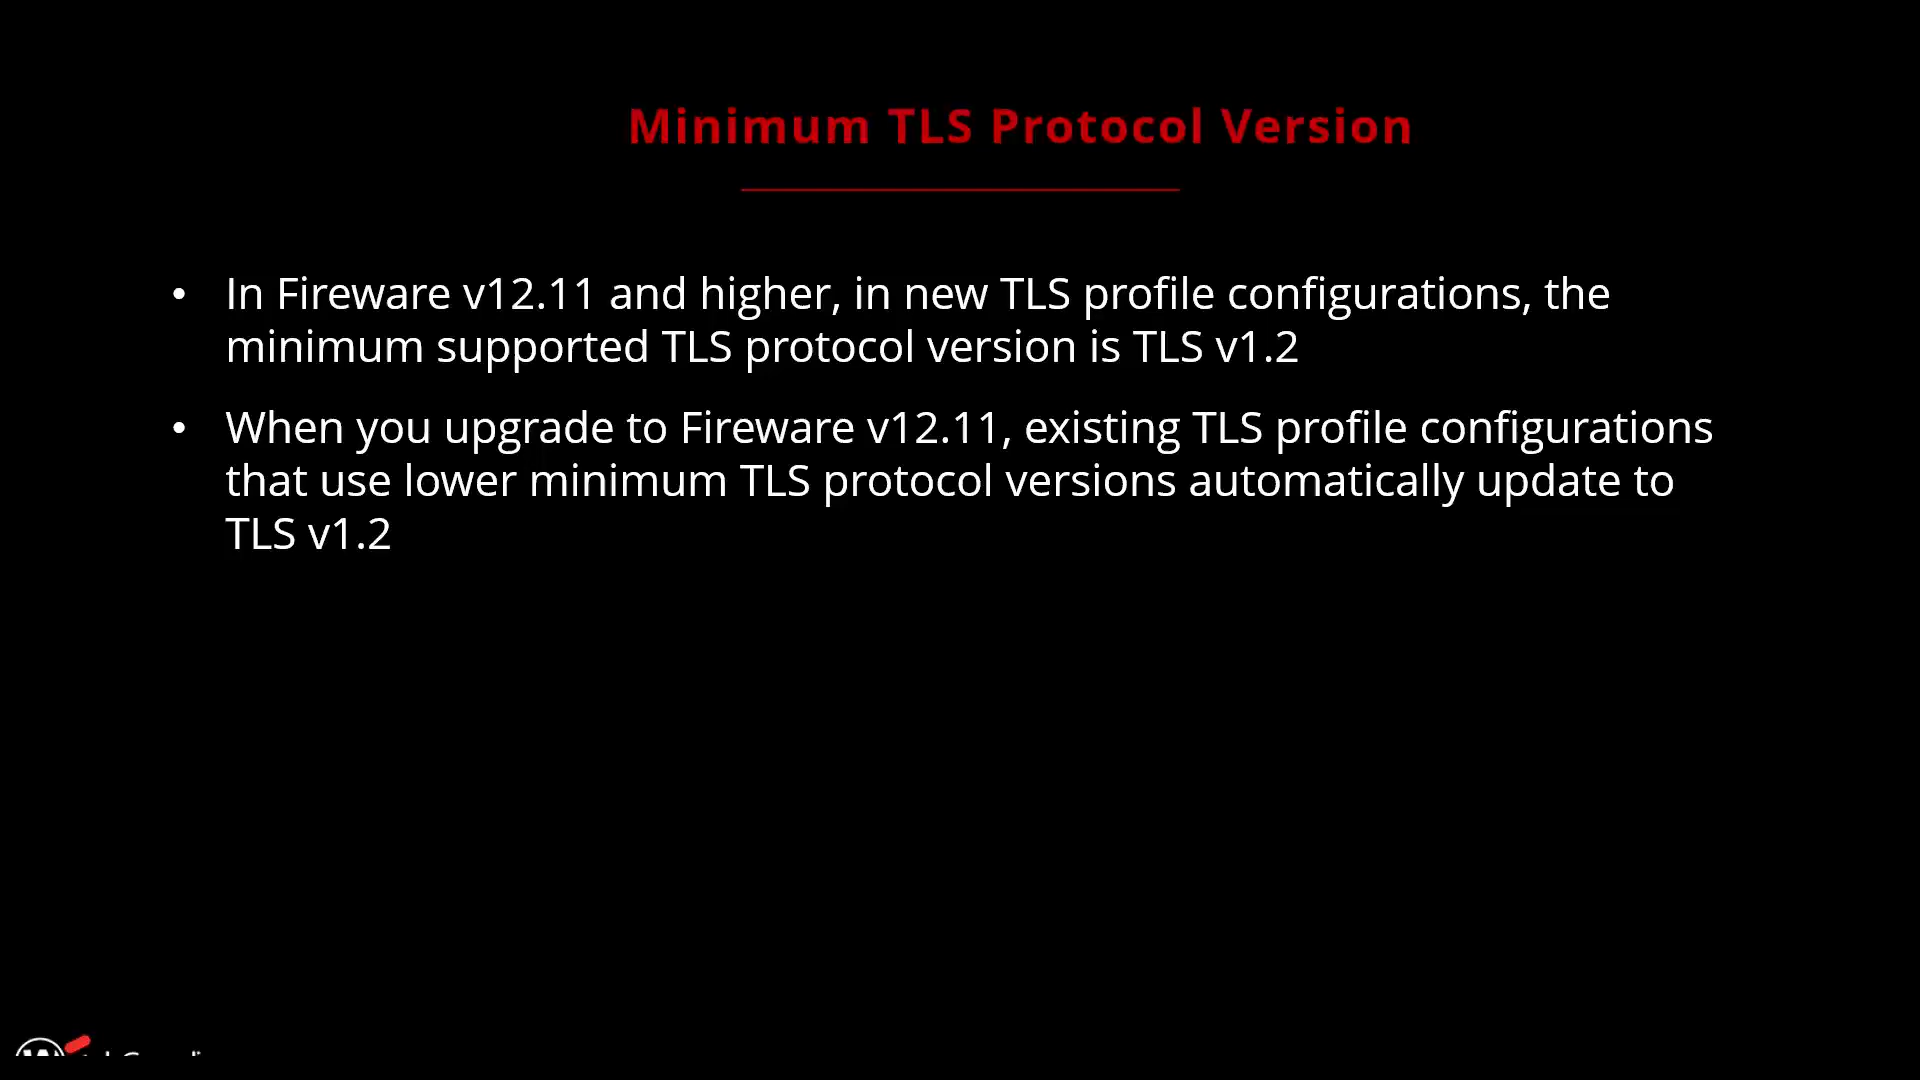 Minimum TLS Protocol Version
• In Fireware v12.11 and higher, in new TLS profile configurations, the
minimum supported TLS protocol version is TLS v1.2
• When you upgrade to Fireware v12.11, existing TLS profile configurations
that use lower minimum TLS protocol versions automatically update to
TLS v1.2